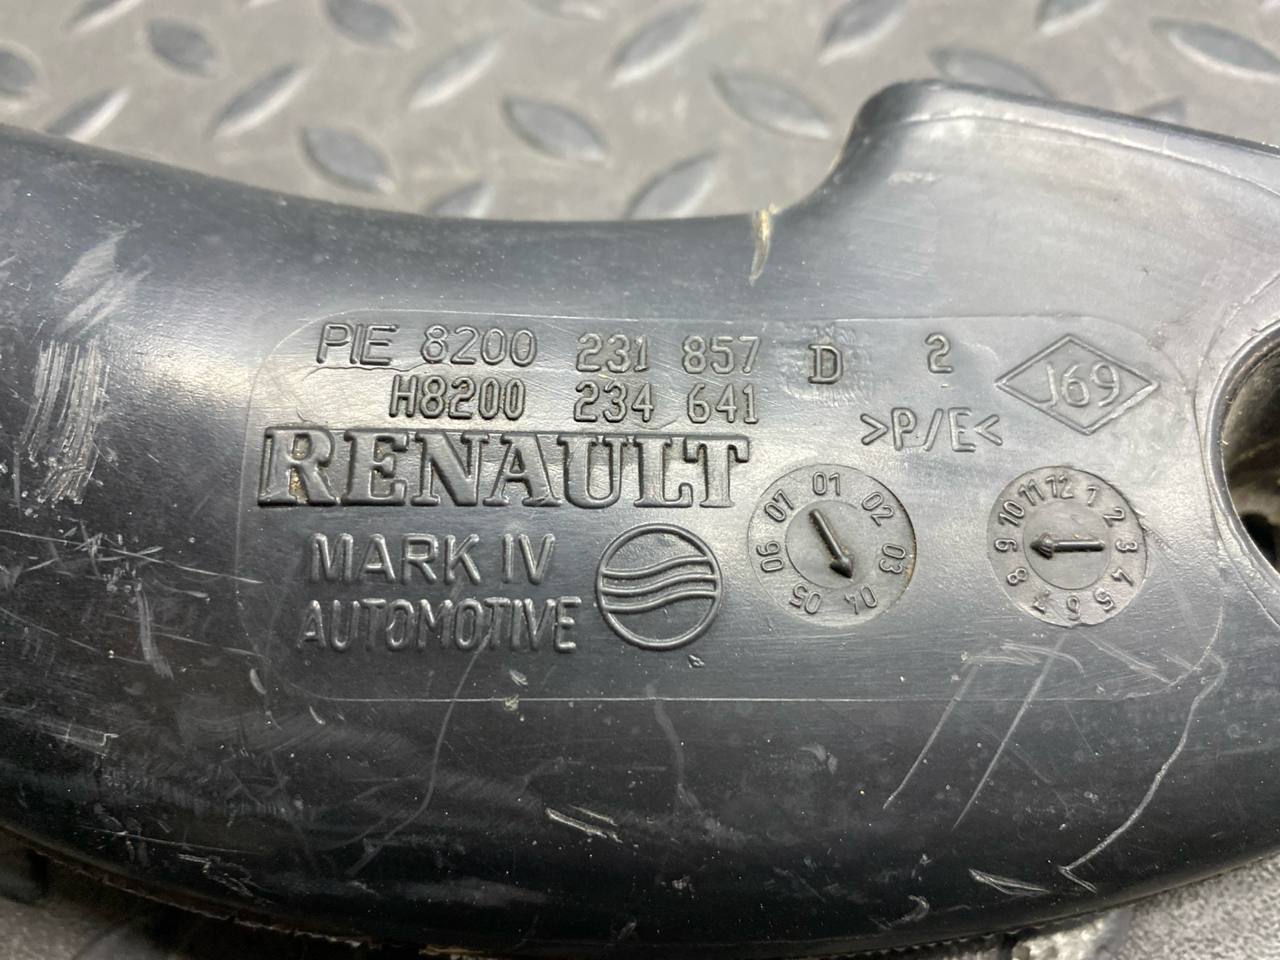 PIE 8200 231 857 D 2
H8200 234 641
J69
>P/E<
RENAULT
MARK IV
AUTOMOTIVE
01 02 03 04 05 06 07
12 1 2 3 4 5 6 7 8 9 10 11